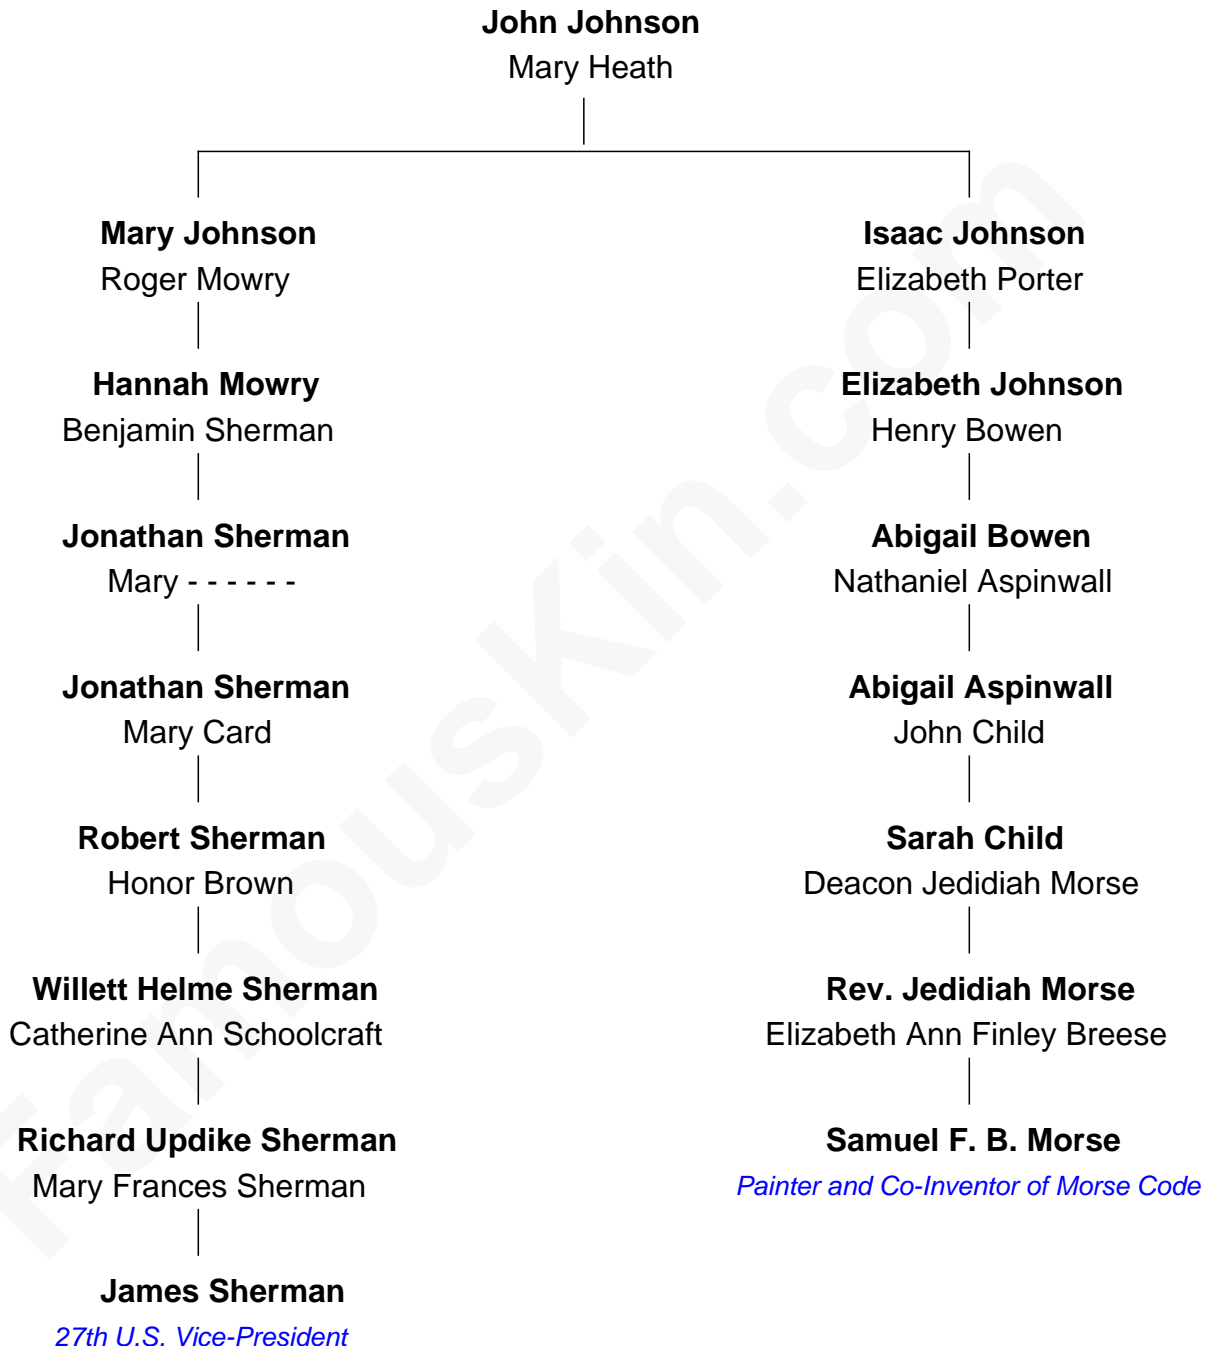 John Johnson
Mary Heath
Mary Johnson
Roger Mowry
Isaac Johnson
Elizabeth Porter
Hannah Mowry
Benjamin Sherman
Elizabeth Johnson
Henry Bowen
Jonathan Sherman
Mary - - - - - -
Abigail Bowen
Nathaniel Aspinwall
Jonathan Sherman
Mary Card
Abigail Aspinwall
John Child
Robert Sherman
Honor Brown
Sarah Child
Deacon Jedidiah Morse
Willett Helme Sherman
Catherine Ann Schoolcraft
Rev. Jedidiah Morse
Elizabeth Ann Finley Breese
Richard Updike Sherman
Mary Frances Sherman
Samuel F. B. Morse
Painter and Co-Inventor of Morse Code
James Sherman
27th U.S. Vice-President
FamousKin.com